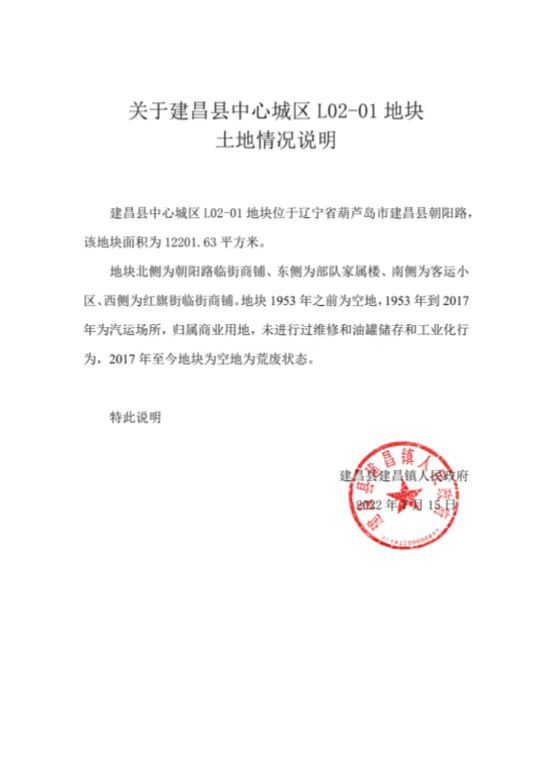 关于建昌县中心城区 L02-01 地块
土地情况说明
建昌县中心城区 L02-01 地块位于辽宁省葫芦岛市建昌县朝阳路，
该地块面积为 12201.63 平方米。
地块北侧为朝阳路临街商铺、东侧为部队家属楼、南侧为客运小
区、西侧为红旗街临街商铺。地块 1953 年之前为空地，1953 年到 2017
年为汽运场所，归属商业用地，未进行过维修和油罐储存和工业化行
为，2017 年至今地块为空地为荒废状态。
特此说明
建昌县建昌镇人民政府
2022 年 月 15 日
建昌县建昌镇人民政府